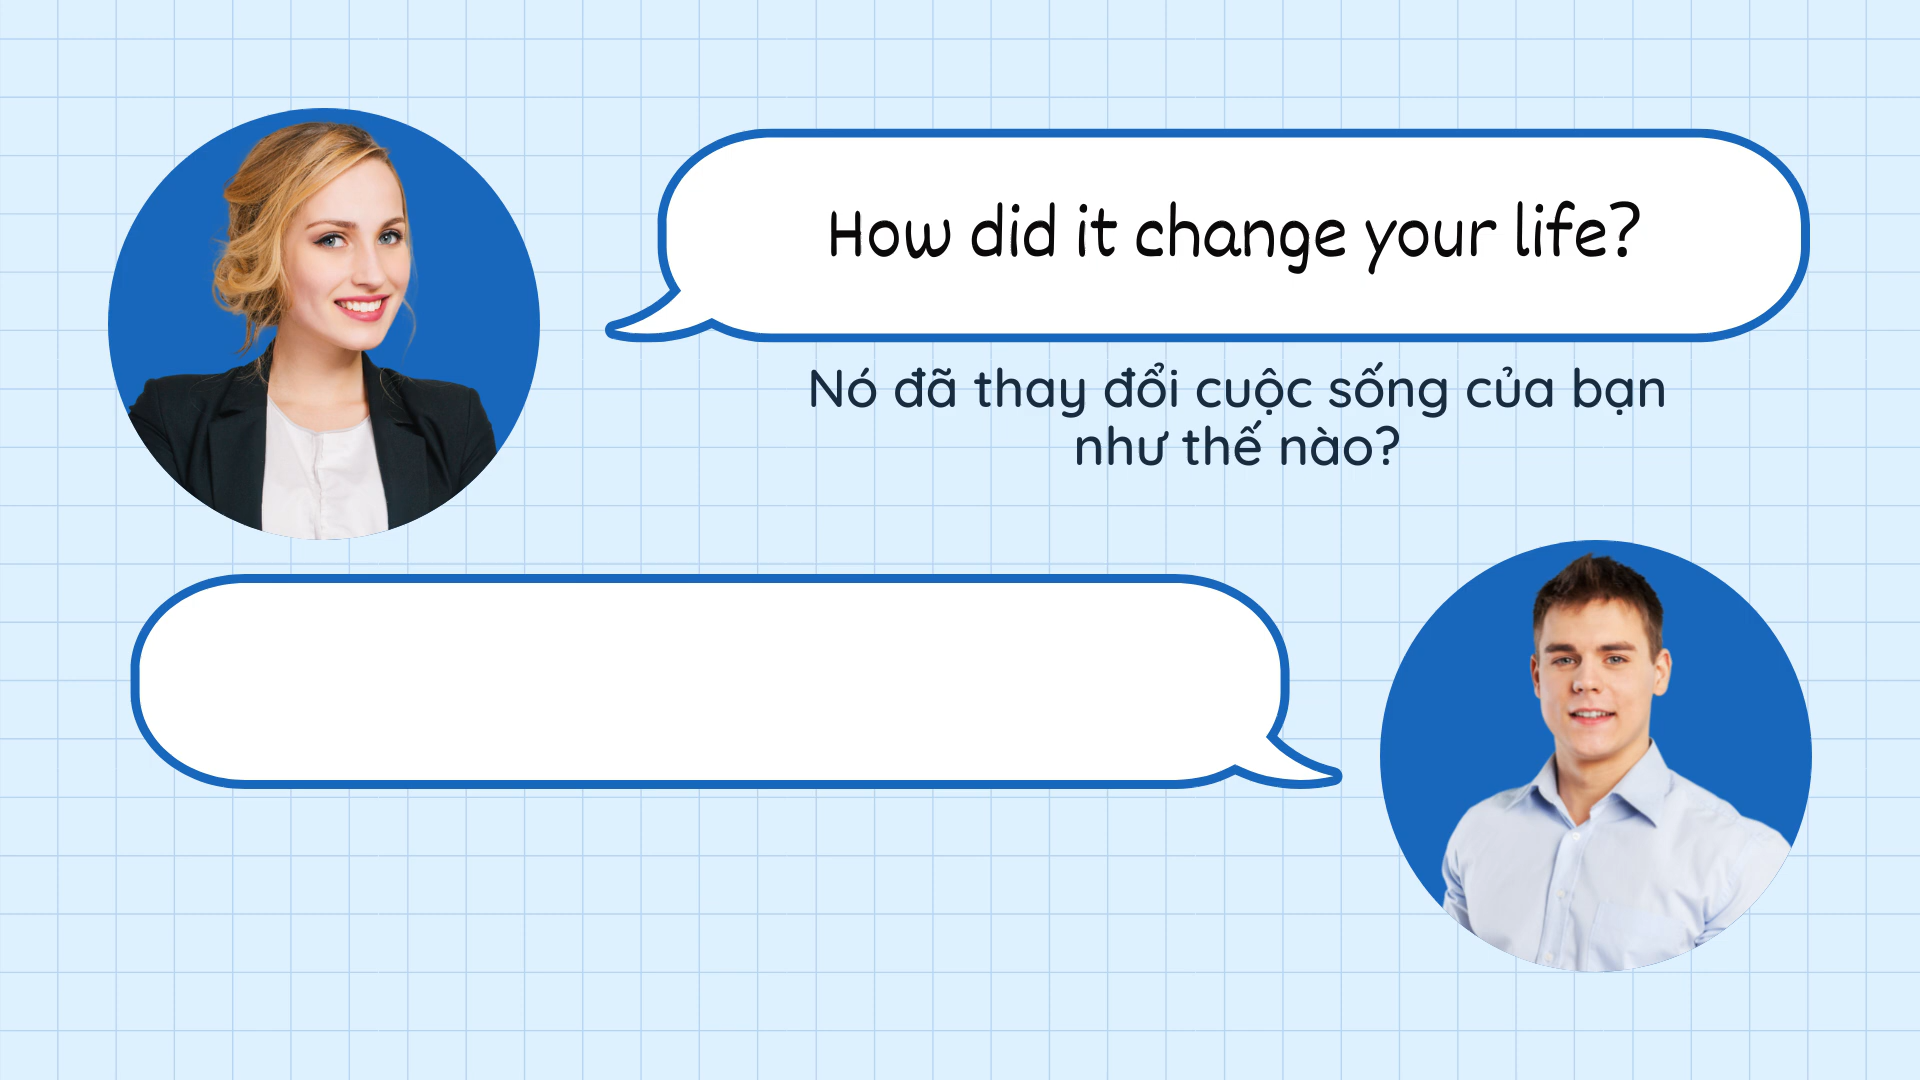 How did it change your life?
Nó đã thay đổi cuộc sống của bạn
như thế nào?